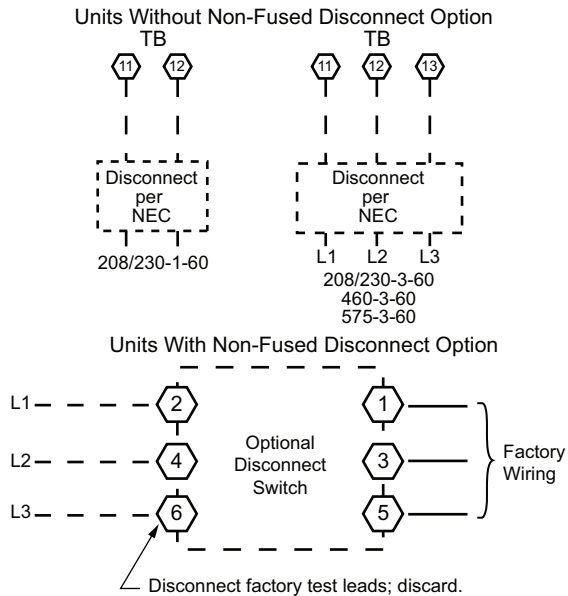 Units Without Non-Fused Disconnect Option
TB TB
11 12 11 12 13
Disconnect
per
NEC
208/230-1-60
Disconnect
per
NEC
L1 L2 L3
208/230-3-60
460-3-60
575-3-60
Units With Non-Fused Disconnect Option
L1 2 1
L2 4 3
L3 6 5
Optional
Disconnect
Switch
Factory
Wiring
Disconnect factory test leads; discard.